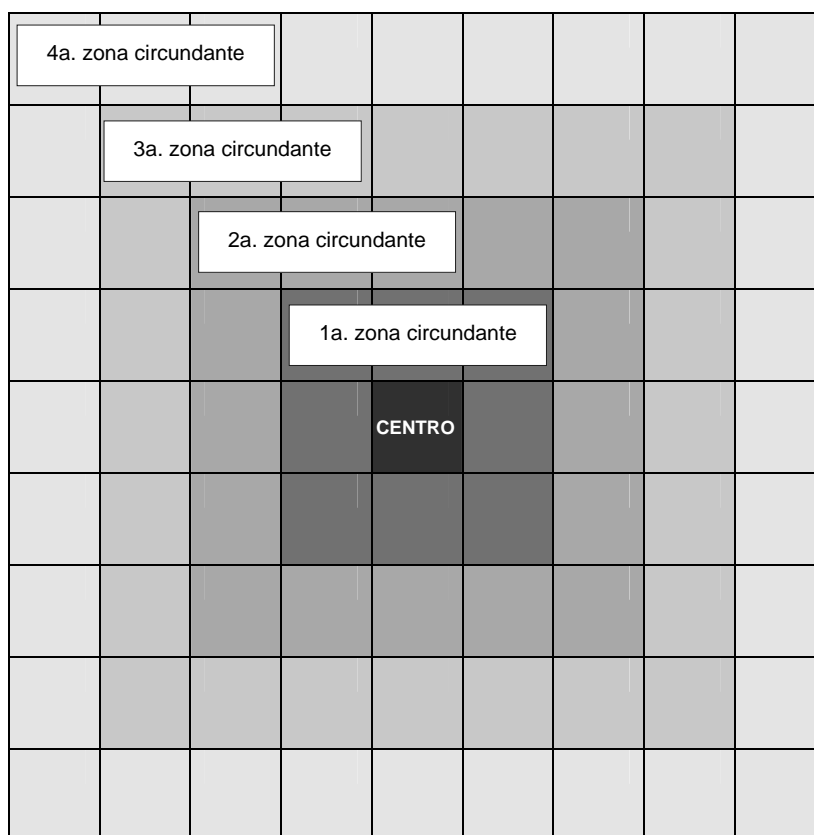 4a. zona circundante
3a. zona circundante
2a. zona circundante
1a. zona circundante
CENTRO